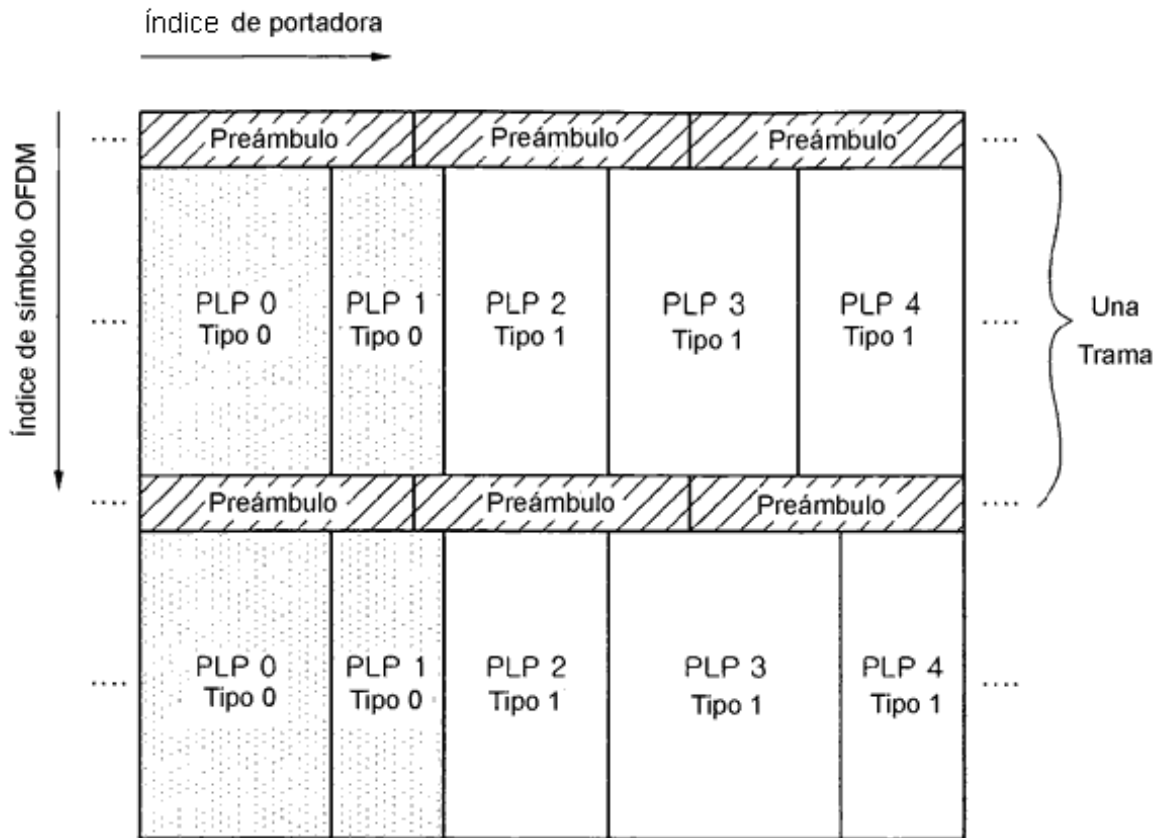 Índice de portadora
Índice de símbolo OFDM
.... Preámbulo Preámbulo Preámbulo ....
PLP 0 PLP 1 PLP 2 PLP 3 PLP 4
.... Tipo 0 Tipo 0 Tipo 1 Tipo 1 Tipo 1 ....
Una
Trama
.... Preámbulo Preámbulo Preámbulo ....
PLP 0 PLP 1 PLP 2 PLP 3 PLP 4
.... Tipo 0 Tipo 0 Tipo 1 Tipo 1 Tipo 1 ....